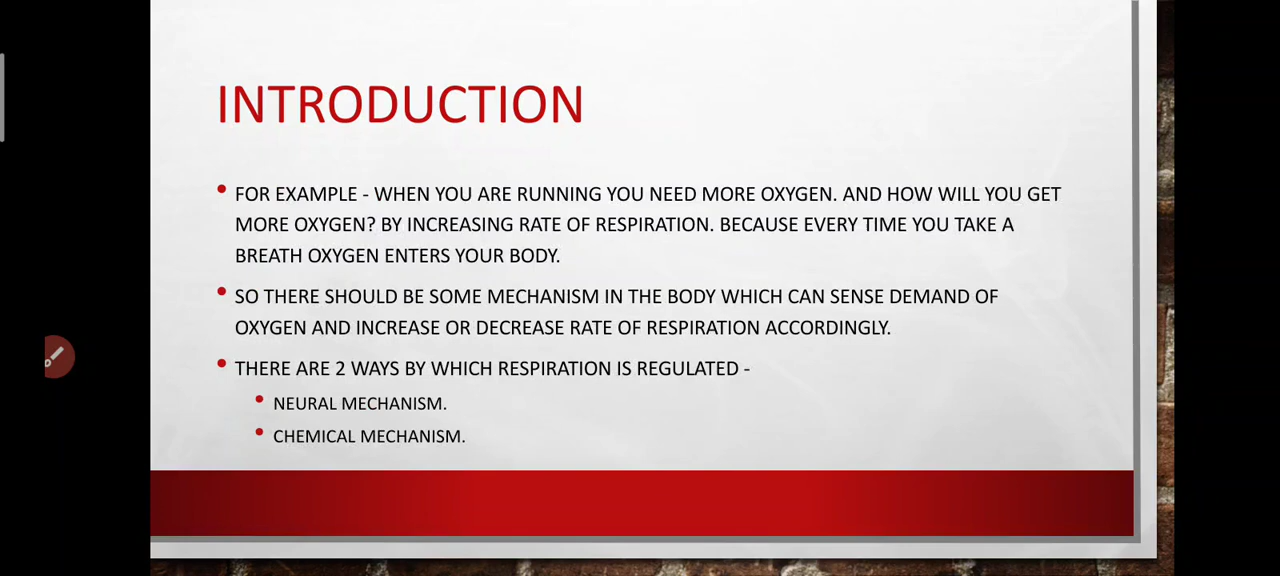 INTRODUCTION
• FOR EXAMPLE - WHEN YOU ARE RUNNING YOU NEED MORE OXYGEN. AND HOW WILL YOU GET
MORE OXYGEN? BY INCREASING RATE OF RESPIRATION. BECAUSE EVERY TIME YOU TAKE A
BREATH OXYGEN ENTERS YOUR BODY.
• SO THERE SHOULD BE SOME MECHANISM IN THE BODY WHICH CAN SENSE DEMAND OF
OXYGEN AND INCREASE OR DECREASE RATE OF RESPIRATION ACCORDINGLY.
• THERE ARE 2 WAYS BY WHICH RESPIRATION IS REGULATED -
• NEURAL MECHANISM.
• CHEMICAL MECHANISM.